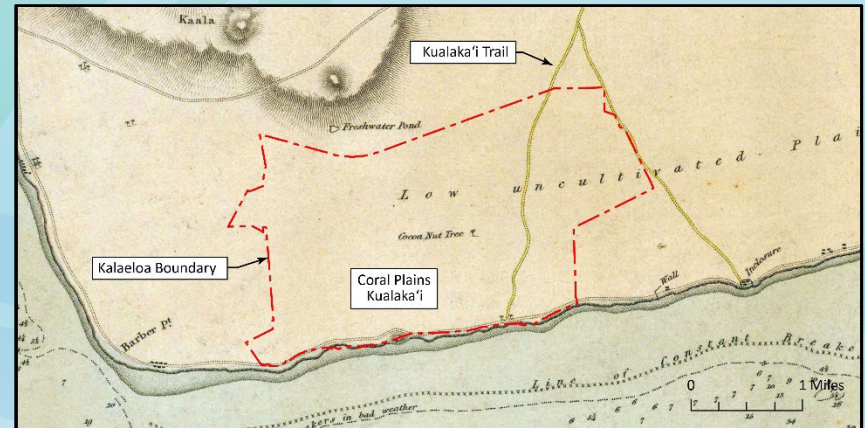 Kaala
Kualaka‘i Trail
Freshwater Pond
Low uncultivated Plai
Cocoa Nut Tree
Kalaeloa Boundary
Coral Plains
Kualaka‘i
Wall
Inclosure
Barber Pt.
Line of Constant Breake
kers in bad weather
0 1 Miles